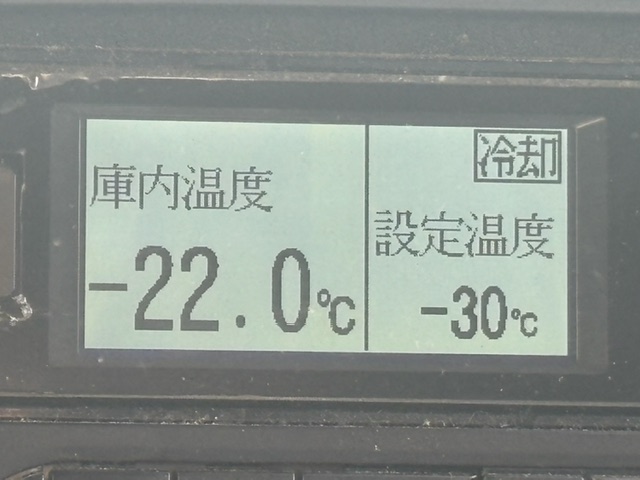 庫内温度
-22.0℃
冷却
設定温度
-30℃